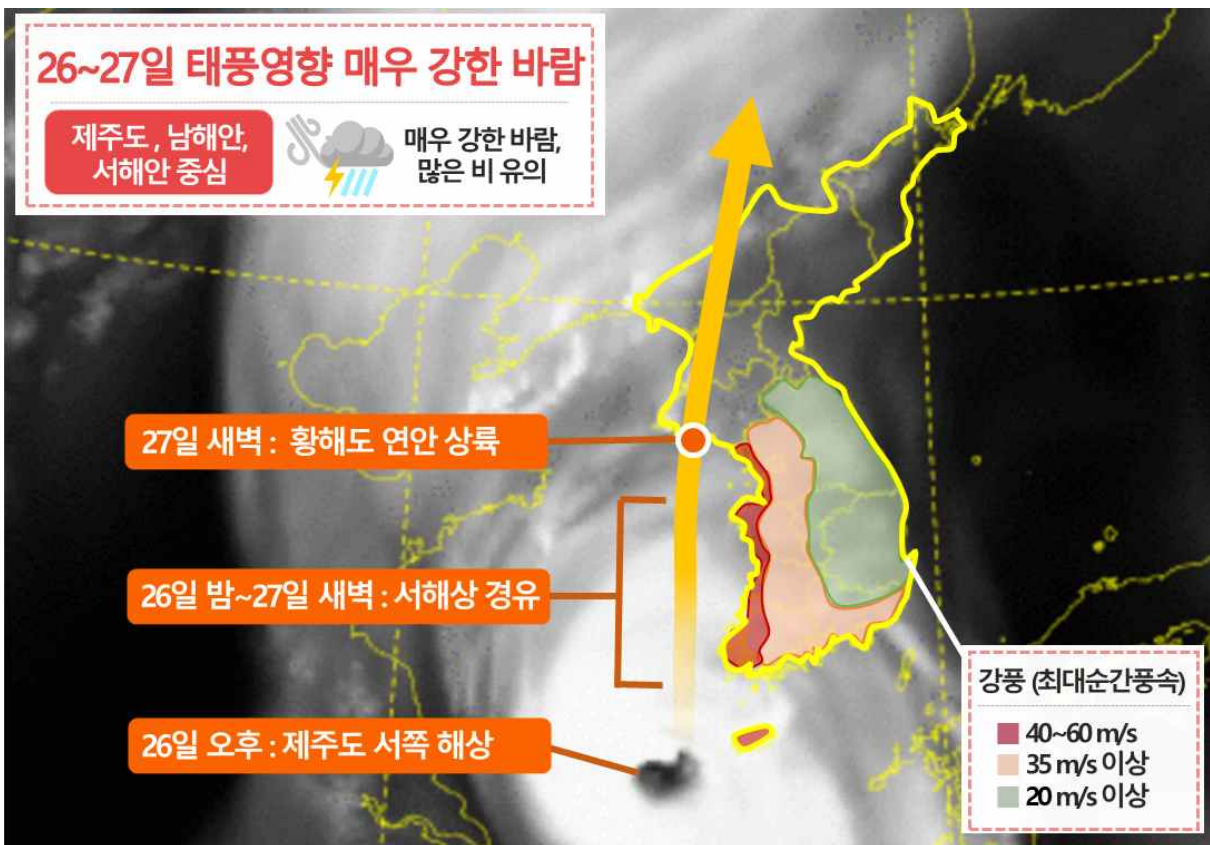 26~27일 태풍영향 매우 강한 바람
제주도 , 남해안,
서해안 중심
매우 강한 바람,
많은 비 유의
27일 새벽 : 황해도 연안 상륙
26일 밤~27일 새벽 : 서해상 경유
26일 오후 : 제주도 서쪽 해상
강풍 (최대순간풍속)
40~60 m/s
35 m/s 이상
20 m/s 이상